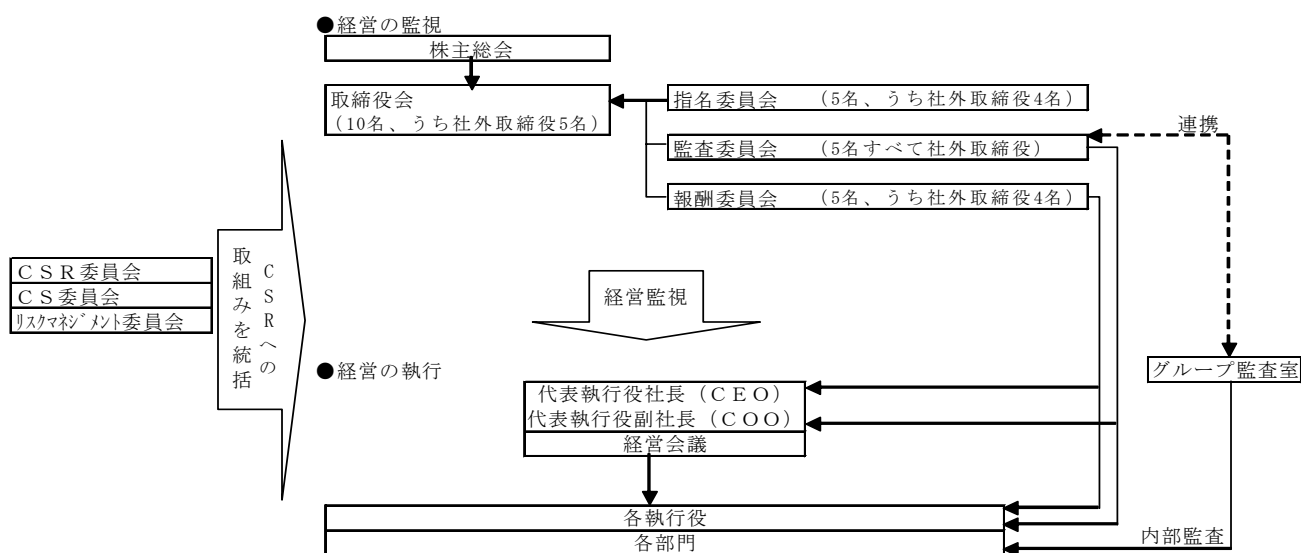 ●経営の監視
株主総会
取締役会
（10名、うち社外取締役5名）
指名委員会　（5名、うち社外取締役4名）
監査委員会　（5名すべて社外取締役）
報酬委員会　（5名、うち社外取締役4名）
連携
CSR委員会
CS委員会
ﾘｽｸﾏﾈｼﾞﾒﾝﾄ委員会
CSRへの
取組みを統括
経営監視
●経営の執行
グループ監査室
代表執行役社長（CEO）
代表執行役副社長（COO）
経営会議
各執行役
各部門
内部監査